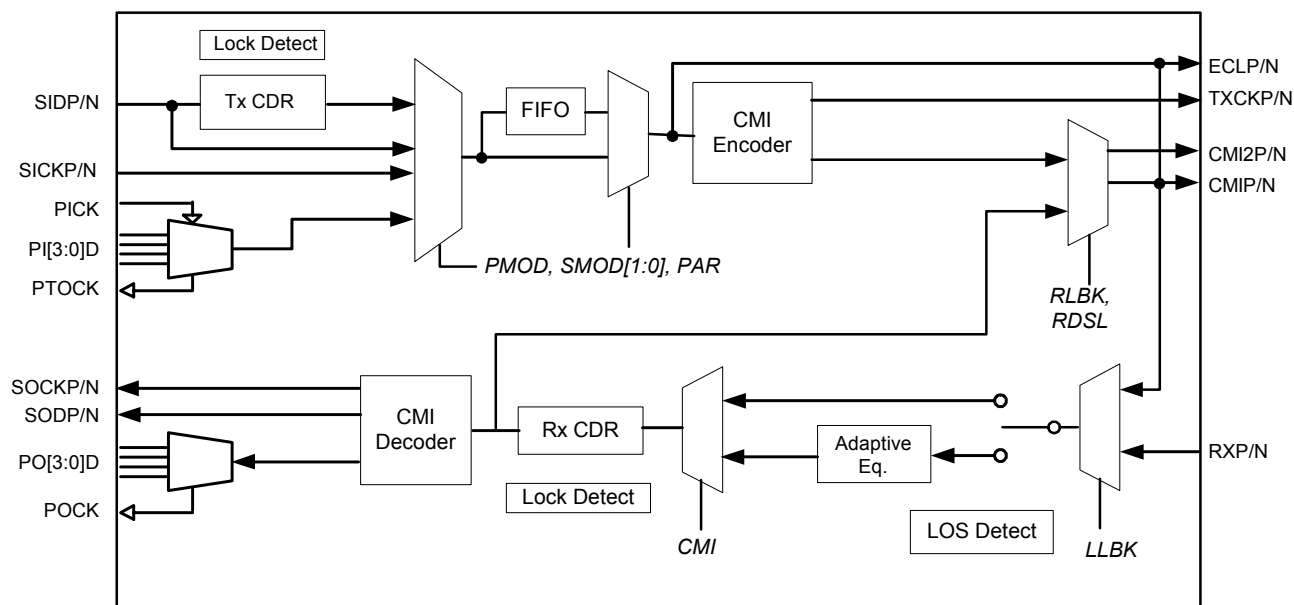 Lock Detect
SIDP/N
Tx CDR
FIFO
CMI
Encoder
ECLP/N
TXCKP/N
CMI2P/N
CMIP/N
SICKP/N
PICK
PI[3:0]D
PTOCK
PMOD, SMOD[1:0], PAR
RLBK,
RDSL
SOCKP/N
SODP/N
PO[3:0]D
POCK
CMI
Decoder
Rx CDR
Lock Detect
CMI
Adaptive
Eq.
LOS Detect
LLBK
RXP/N